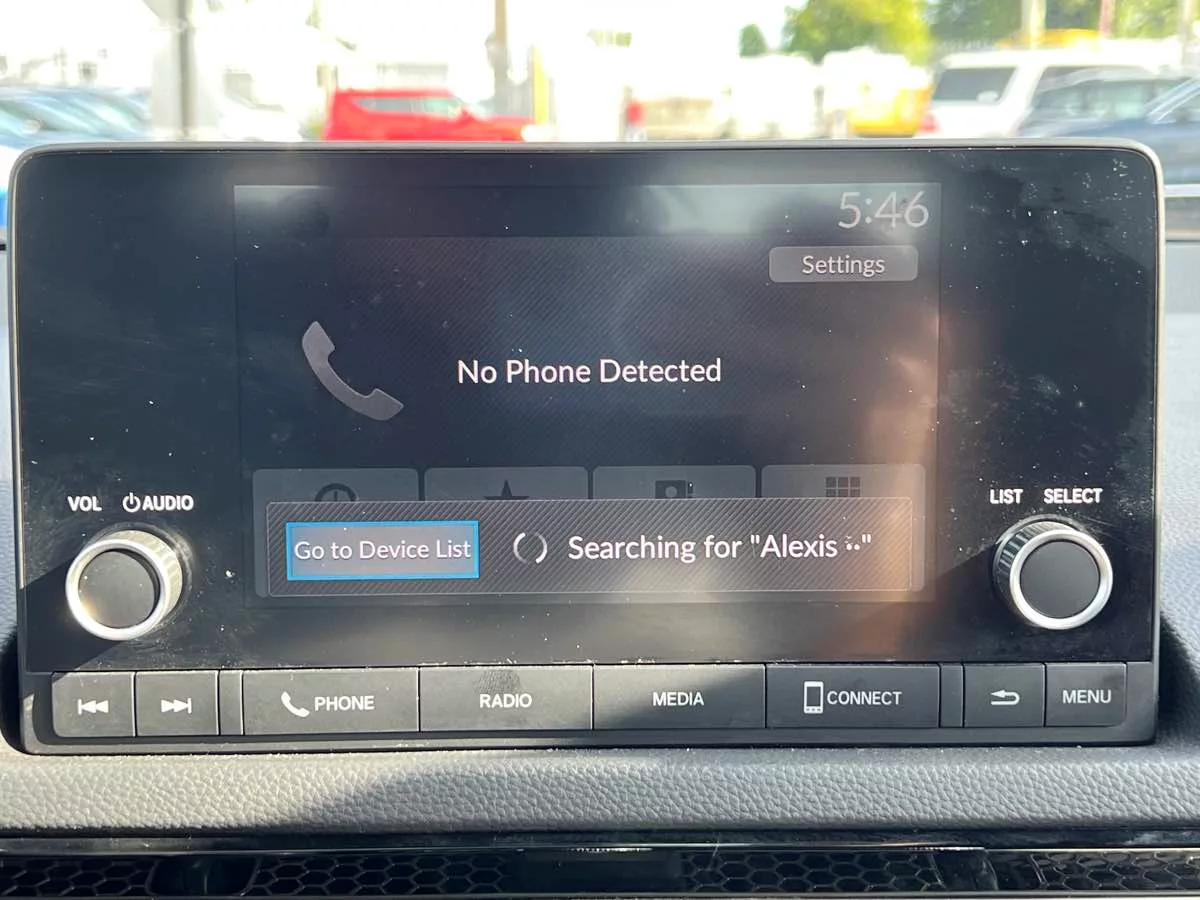 5:46
Settings
No Phone Detected
VOL AUDIO
LIST SELECT
Go to Device List
Searching for "Alexis
PHONE
RADIO
MEDIA
CONNECT
MENU